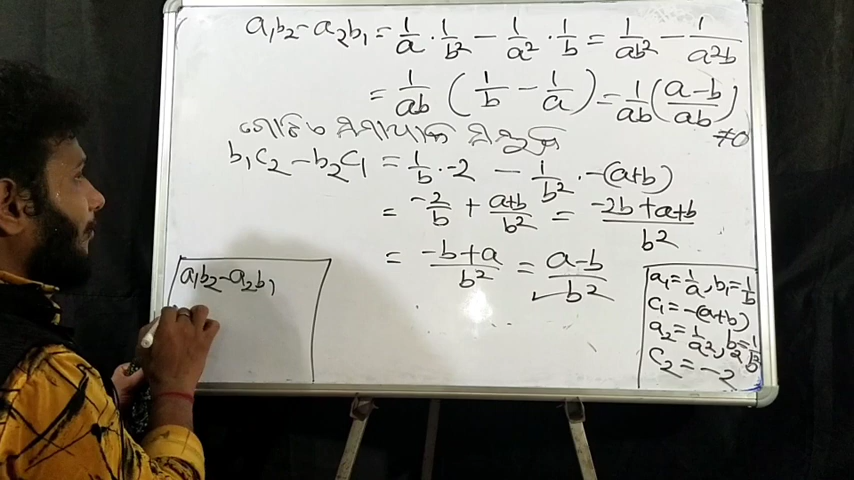 a₁b₂-a₂b₁ = 1/a · 1/b² - 1/a² · 1/b = 1/ab² - 1/a²b
= 1/ab (1/b - 1/a) = 1/ab (a-b/ab) ≠0
b₁c₂-b₂c₁ = 1/b · -2 - 1/b² · -(a+b)
= -2/b + a+b/b² = -2b+a+b/b²
= -b+a/b² = a-b/b²
a₁b₂-a₂b₁
a₁=1/a, b₁=1/b
c₁=-(a+b)
a₂=1/a², b₂=1/b²
c₂=-2